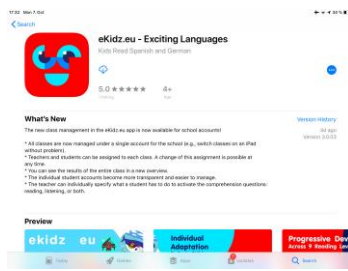 17:03 Mon 7. Oct
Search
eKidz.eu - Exciting Languages
Kids Read Spanish and German
5.0 ★★★★★
4+
What's New
Version History
The new class management in the eKidz.eu app is now available for school accounts!
4d ago
* All classes are now managed under a single account for the school (e.g., switch classes on an iPad
without problem).
* Teachers and students can be assigned to each class. A change of this assignment is possible at
any time.
* You can see the results of the entire class in a new overview.
* The individual student accounts become more transparent and easier to manage.
* The teacher can individually specify what a student has to do to activate the comprehension questions:
reading, listening, or both.
Preview
ekidz eu
Individual
Adaptation
Progressive Dev
Across 9 Reading Lev
Today
Games
Apps
Updates
Search